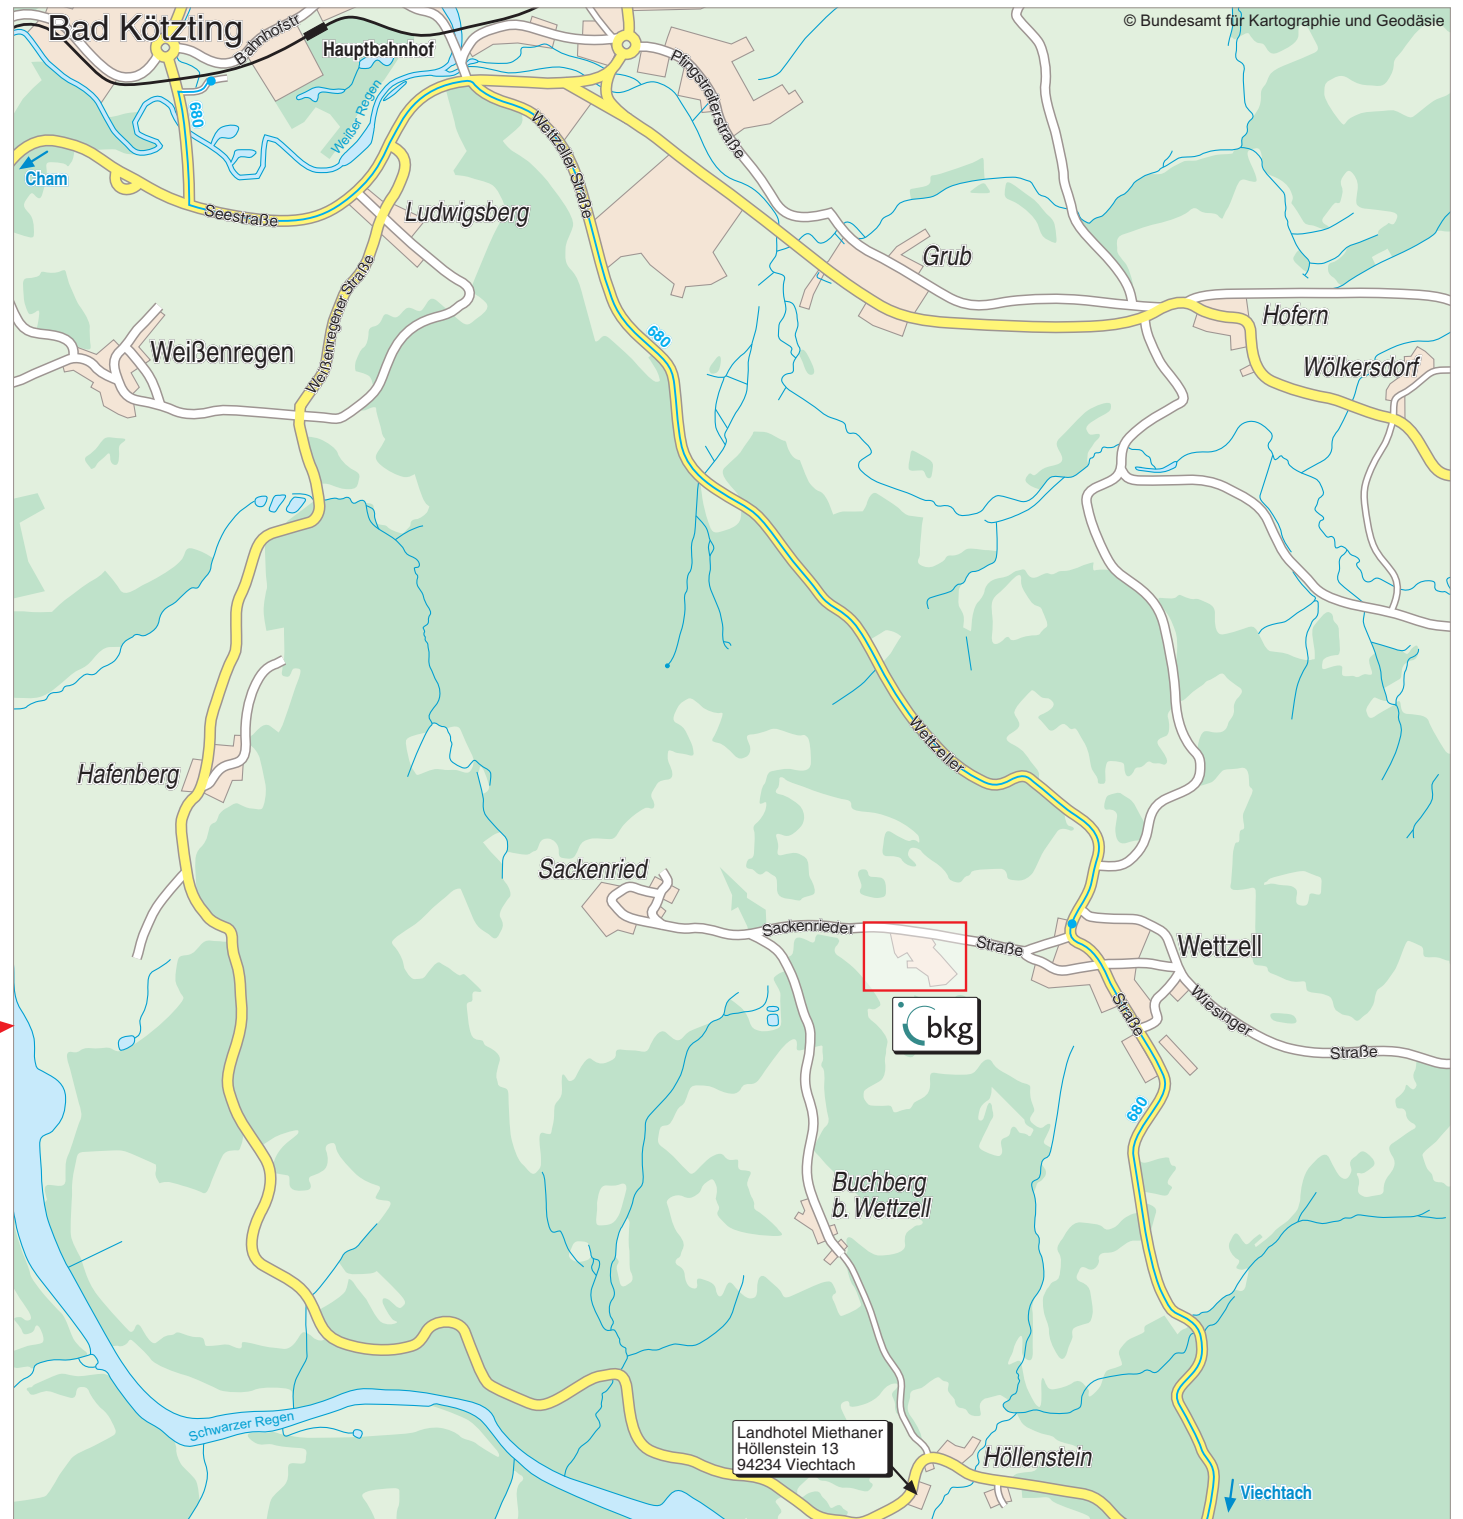 © Bundesamt für Kartographie und Geodäsie
Bad Kötzting
Bahnhofstr
Hauptbahnhof
Pfingstreiterstraße
680
Weißer Regen
Wettzeller Straße
Cham
Seestraße
Ludwigsberg
Grub
Weißenregener Straße
Hofern
680
Weißenregen
Wölkersdorf
Wettzeller
Hafenberg
Sackenried
Sackenrieder
Straße
Wettzell
Wiesinger
Straße
Straße
bkg
680
Buchberg
b. Wettzell
Schwarzer Regen
Landhotel Miethaner
Höllenstein 13
94234 Viechtach
Höllenstein
Viechtach